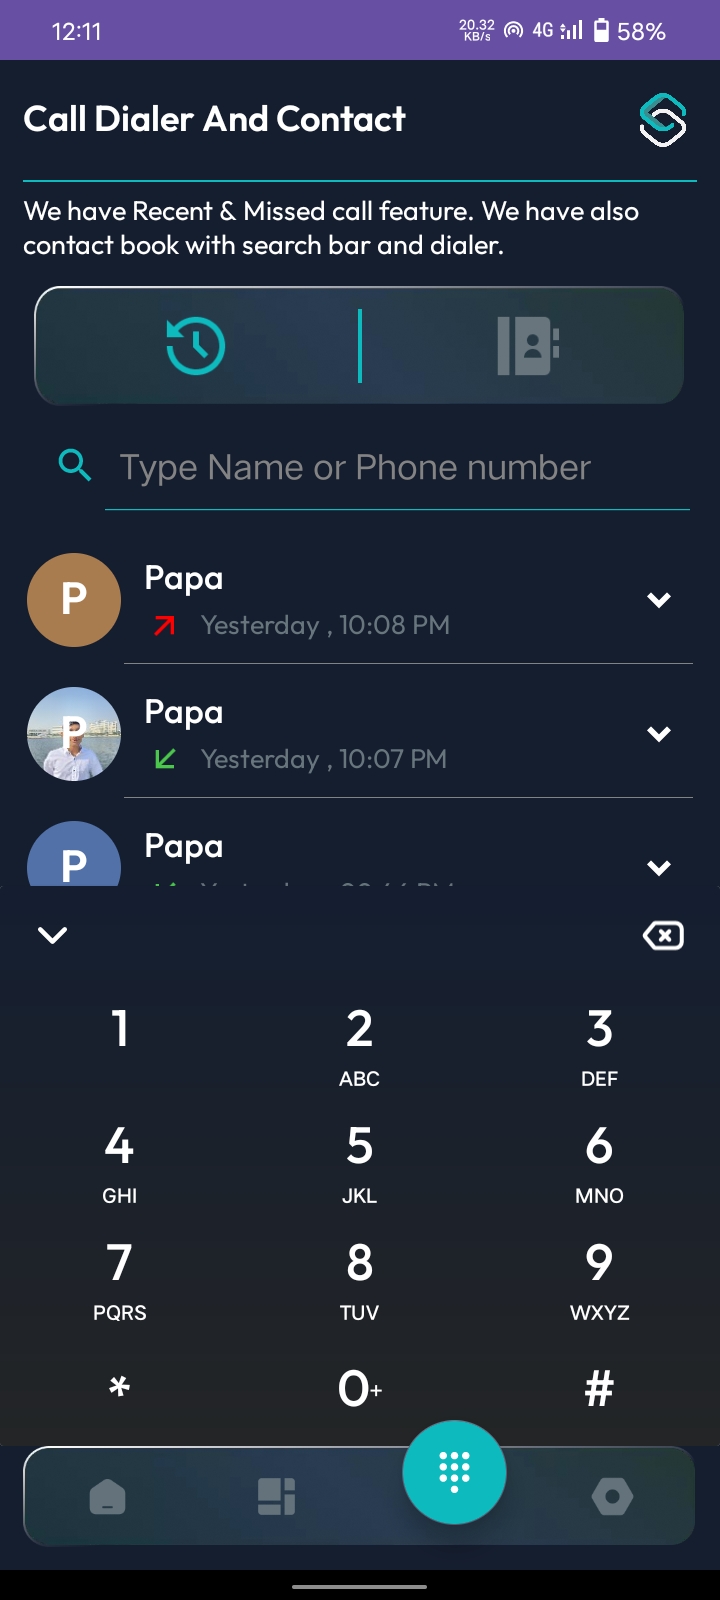 12:11
20.32
KB/s
4G
58%
Call Dialer And Contact
We have Recent & Missed call feature. We have also
contact book with search bar and dialer.
Type Name or Phone number
P
Papa
Yesterday , 10:08 PM
P
Papa
Yesterday , 10:07 PM
P
Papa
1
2
3
ABC
DEF
4
5
6
GHI
JKL
MNO
7
8
9
PQRS
TUV
WXYZ
*
0+
#